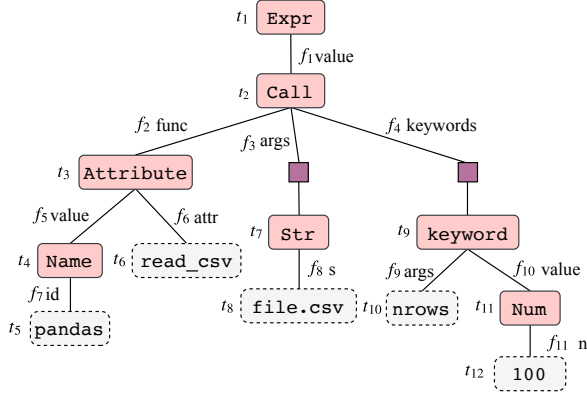 t1 Expr
f1 value
t2 Call
f2 func
f3 args
f4 keywords
t3 Attribute
f5 value
f6 attr
t7 Str
t9 keyword
t4 Name
t6 read_csv
f8 s
f9 args
f10 value
f7 id
t8 file.csv
t10 nrows
t11 Num
t5 pandas
f11 n
t12 100